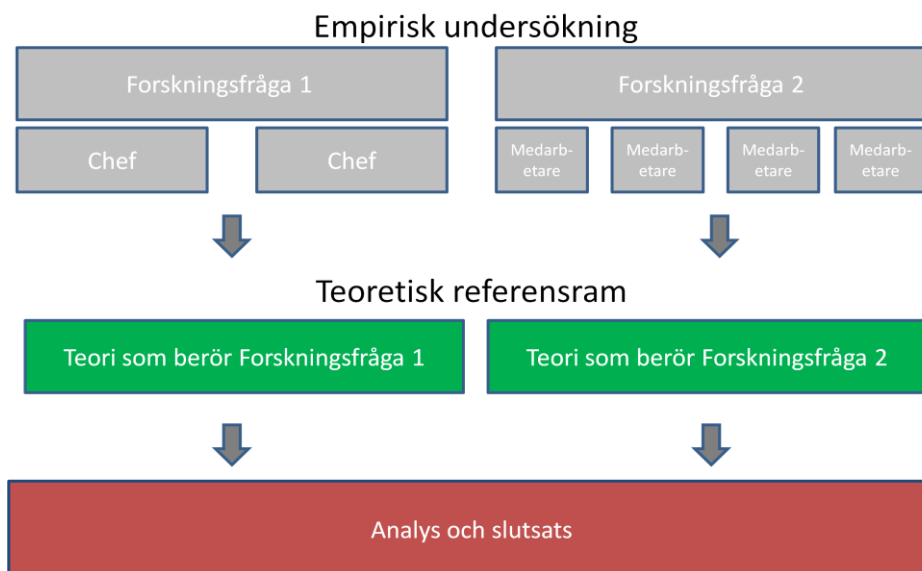 Empirisk undersökning
Forskningsfråga 1
Forskningsfråga 2
Chef
Chef
Medarb-
etare
Medarb-
etare
Medarb-
etare
Medarb-
etare
Teoretisk referensram
Teori som berör Forskningsfråga 1
Teori som berör Forskningsfråga 2
Analys och slutsats